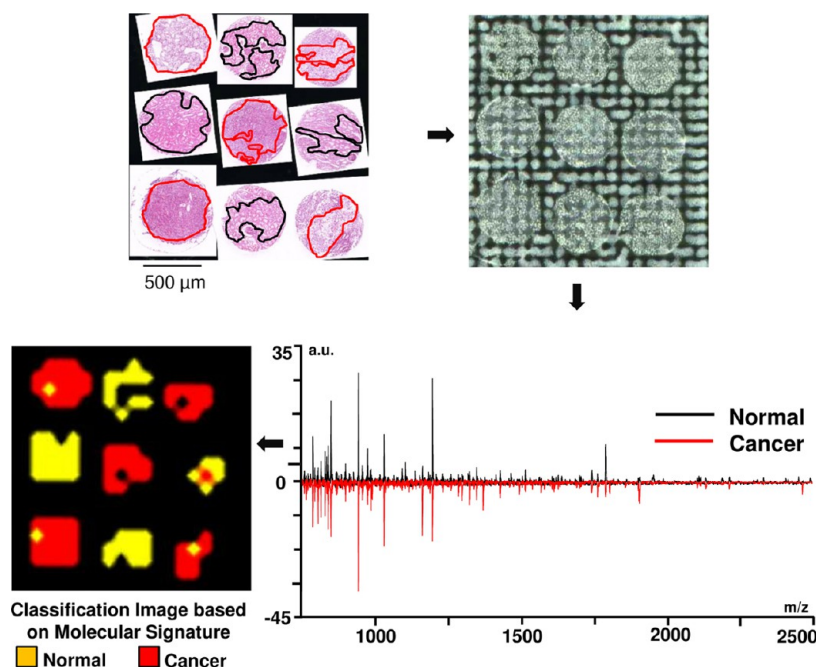 500 µm
35
a.u.
Normal
Cancer
0
-45
m/z
1000
1500
2000
2500
Classification Image based
on Molecular Signature
Normal
Cancer